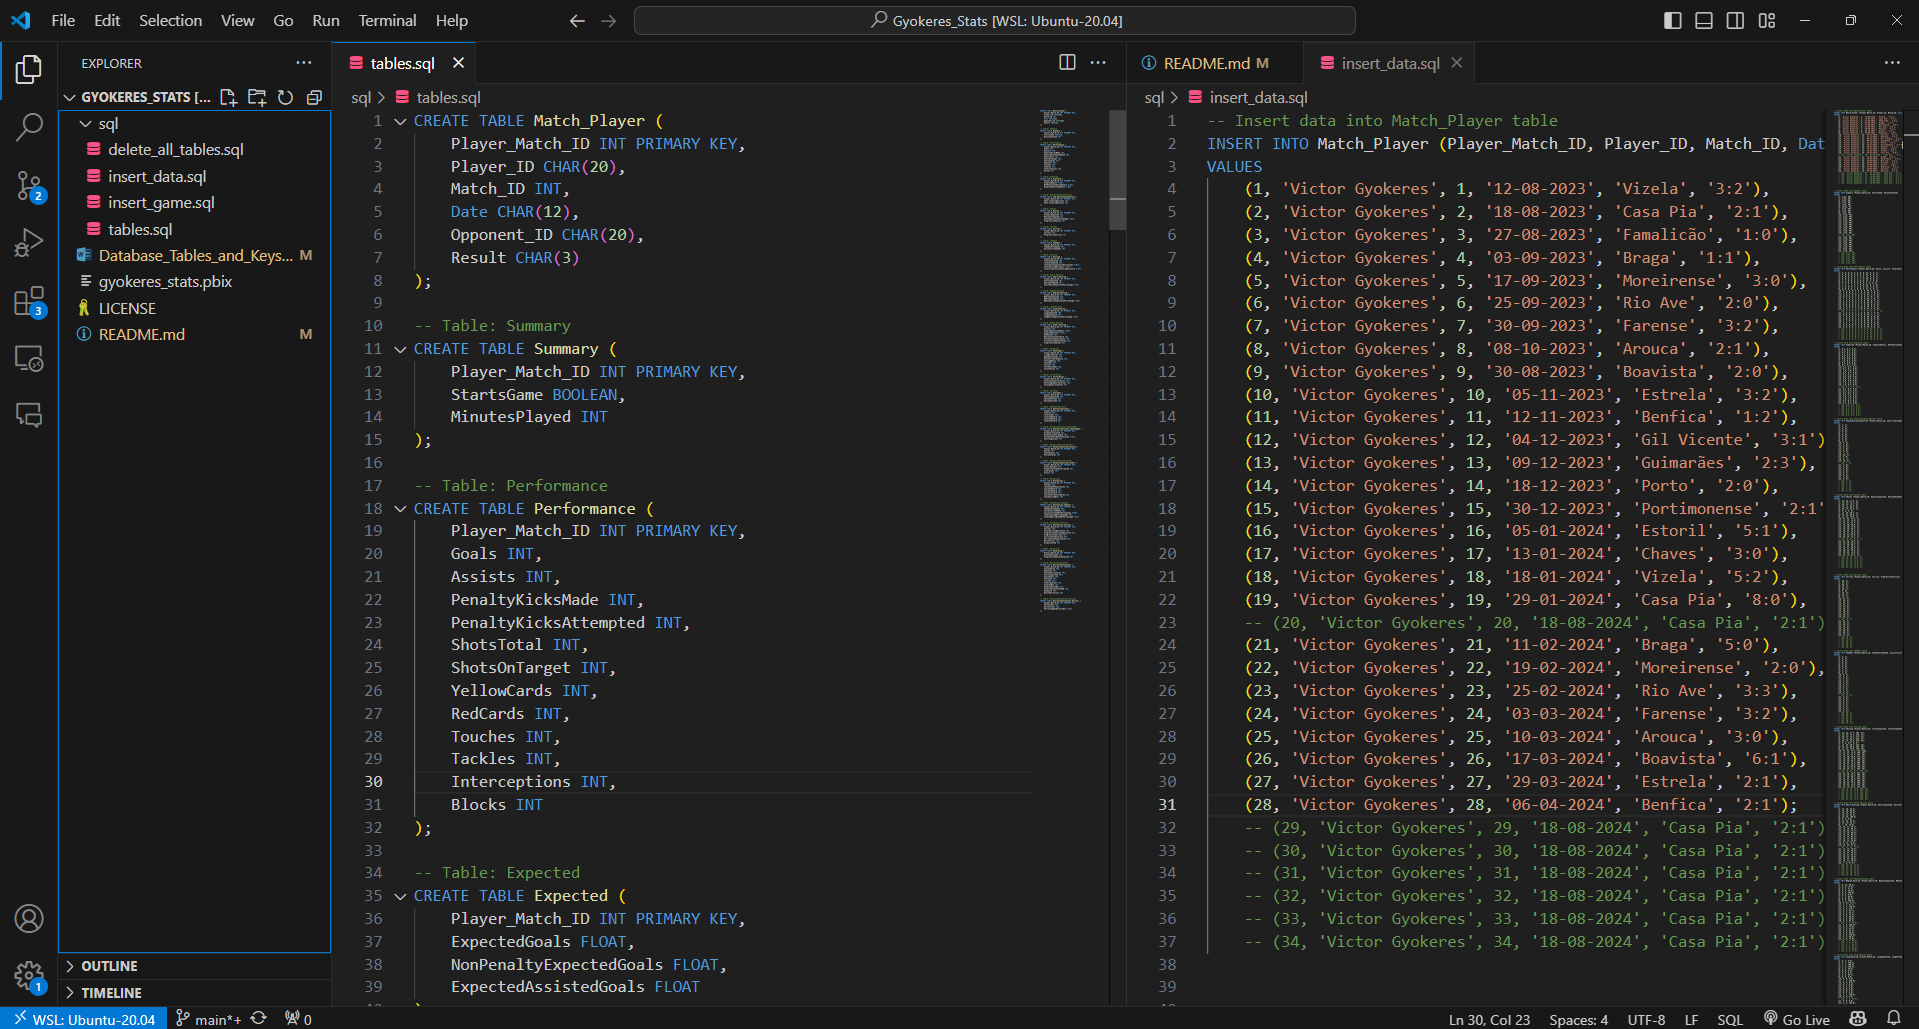 File Edit Selection View Go Run Terminal Help
Gyokeres_Stats [WSL: Ubuntu-20.04]
EXPLORER
GYOKERES_STATS [...
sql
delete_all_tables.sql
insert_data.sql
insert_game.sql
tables.sql
Database_Tables_and_Keys... M
gyokeres_stats.pbix
LICENSE
README.md M
2
3
1
OUTLINE
TIMELINE
tables.sql
sql > tables.sql
1 CREATE TABLE Match_Player (
2 Player_Match_ID INT PRIMARY KEY,
3 Player_ID CHAR(20),
4 Match_ID INT,
5 Date CHAR(12),
6 Opponent_ID CHAR(20),
7 Result CHAR(3)
8 );
9
10 -- Table: Summary
11 CREATE TABLE Summary (
12 Player_Match_ID INT PRIMARY KEY,
13 StartsGame BOOLEAN,
14 MinutesPlayed INT
15 );
16
17 -- Table: Performance
18 CREATE TABLE Performance (
19 Player_Match_ID INT PRIMARY KEY,
20 Goals INT,
21 Assists INT,
22 PenaltyKicksMade INT,
23 PenaltyKicksAttempted INT,
24 ShotsTotal INT,
25 ShotsOnTarget INT,
26 YellowCards INT,
27 RedCards INT,
28 Touches INT,
29 Tackles INT,
30 Interceptions INT,
31 Blocks INT
32 );
33
34 -- Table: Expected
35 CREATE TABLE Expected (
36 Player_Match_ID INT PRIMARY KEY,
37 ExpectedGoals FLOAT,
38 NonPenaltyExpectedGoals FLOAT,
39 ExpectedAssistedGoals FLOAT
README.md M
insert_data.sql
sql > insert_data.sql
1 -- Insert data into Match_Player table
2 INSERT INTO Match_Player (Player_Match_ID, Player_ID, Match_ID, Dat
3 VALUES
4 (1, 'Victor Gyokeres', 1, '12-08-2023', 'Vizela', '3:2'),
5 (2, 'Victor Gyokeres', 2, '18-08-2023', 'Casa Pia', '2:1'),
6 (3, 'Victor Gyokeres', 3, '27-08-2023', 'Famalicão', '1:0'),
7 (4, 'Victor Gyokeres', 4, '03-09-2023', 'Braga', '1:1'),
8 (5, 'Victor Gyokeres', 5, '17-09-2023', 'Moreirense', '3:0'),
9 (6, 'Victor Gyokeres', 6, '25-09-2023', 'Rio Ave', '2:0'),
10 (7, 'Victor Gyokeres', 7, '30-09-2023', 'Farense', '3:2'),
11 (8, 'Victor Gyokeres', 8, '08-10-2023', 'Arouca', '2:1'),
12 (9, 'Victor Gyokeres', 9, '30-08-2023', 'Boavista', '2:0'),
13 (10, 'Victor Gyokeres', 10, '05-11-2023', 'Estrela', '3:2'),
14 (11, 'Victor Gyokeres', 11, '12-11-2023', 'Benfica', '1:2'),
15 (12, 'Victor Gyokeres', 12, '04-12-2023', 'Gil Vicente', '3:1')
16 (13, 'Victor Gyokeres', 13, '09-12-2023', 'Guimarães', '2:3'),
17 (14, 'Victor Gyokeres', 14, '18-12-2023', 'Porto', '2:0'),
18 (15, 'Victor Gyokeres', 15, '30-12-2023', 'Portimonense', '2:1'
19 (16, 'Victor Gyokeres', 16, '05-01-2024', 'Estoril', '5:1'),
20 (17, 'Victor Gyokeres', 17, '13-01-2024', 'Chaves', '3:0'),
21 (18, 'Victor Gyokeres', 18, '18-01-2024', 'Vizela', '5:2'),
22 (19, 'Victor Gyokeres', 19, '29-01-2024', 'Casa Pia', '8:0'),
23 -- (20, 'Victor Gyokeres', 20, '18-08-2024', 'Casa Pia', '2:1')
24 (21, 'Victor Gyokeres', 21, '11-02-2024', 'Braga', '5:0'),
25 (22, 'Victor Gyokeres', 22, '19-02-2024', 'Moreirense', '2:0'),
26 (23, 'Victor Gyokeres', 23, '25-02-2024', 'Rio Ave', '3:3'),
27 (24, 'Victor Gyokeres', 24, '03-03-2024', 'Farense', '3:2'),
28 (25, 'Victor Gyokeres', 25, '10-03-2024', 'Arouca', '3:0'),
29 (26, 'Victor Gyokeres', 26, '17-03-2024', 'Boavista', '6:1'),
30 (27, 'Victor Gyokeres', 27, '29-03-2024', 'Estrela', '2:1'),
31 (28, 'Victor Gyokeres', 28, '06-04-2024', 'Benfica', '2:1');
32 -- (29, 'Victor Gyokeres', 29, '18-08-2024', 'Casa Pia', '2:1')
33 -- (30, 'Victor Gyokeres', 30, '18-08-2024', 'Casa Pia', '2:1')
34 -- (31, 'Victor Gyokeres', 31, '18-08-2024', 'Casa Pia', '2:1')
35 -- (32, 'Victor Gyokeres', 32, '18-08-2024', 'Casa Pia', '2:1')
36 -- (33, 'Victor Gyokeres', 33, '18-08-2024', 'Casa Pia', '2:1')
37 -- (34, 'Victor Gyokeres', 34, '18-08-2024', 'Casa Pia', '2:1')
38
39
WSL: Ubuntu-20.04 main*+ 0 Ln 30, Col 23 Spaces: 4 UTF-8 LF SQL Go Live